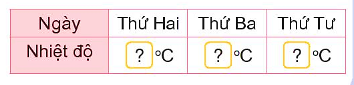 Ngày Thứ Hai Thứ Ba Thứ Tư
Nhiệt độ ? °C ? °C ? °C